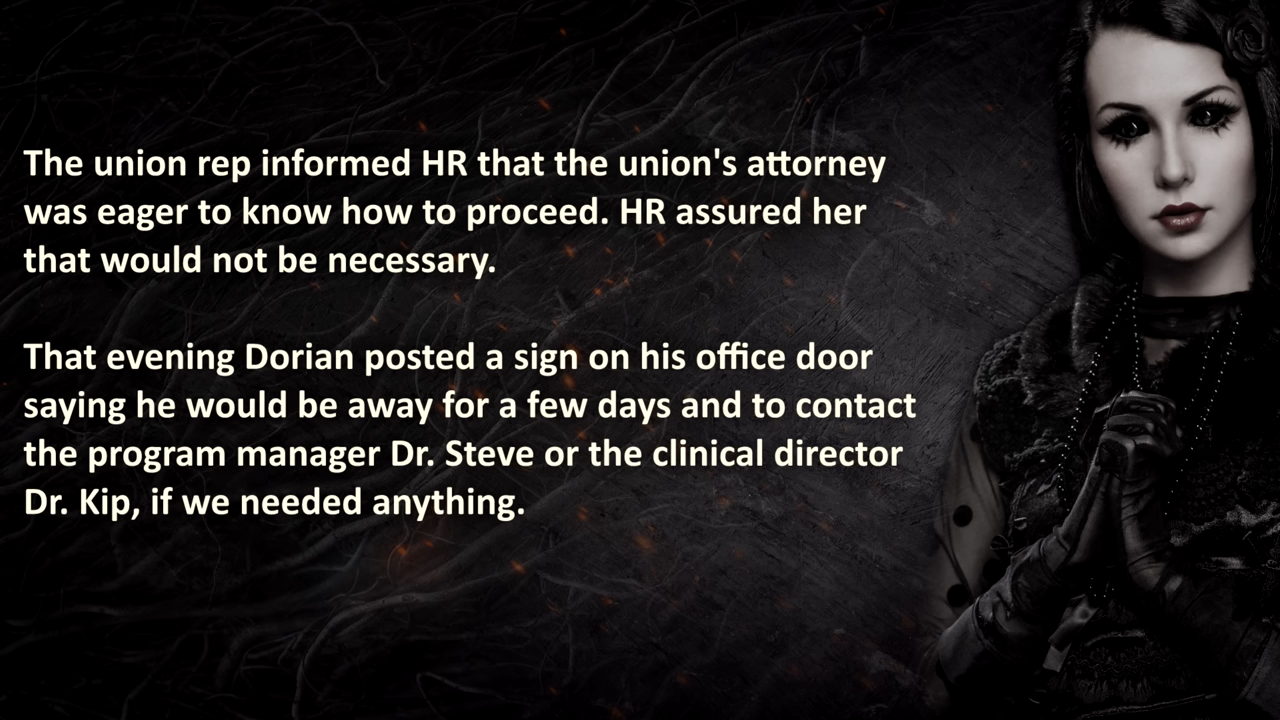 The union rep informed HR that the union's attorney
was eager to know how to proceed. HR assured her
that would not be necessary.
That evening Dorian posted a sign on his office door
saying he would be away for a few days and to contact
the program manager Dr. Steve or the clinical director
Dr. Kip, if we needed anything.